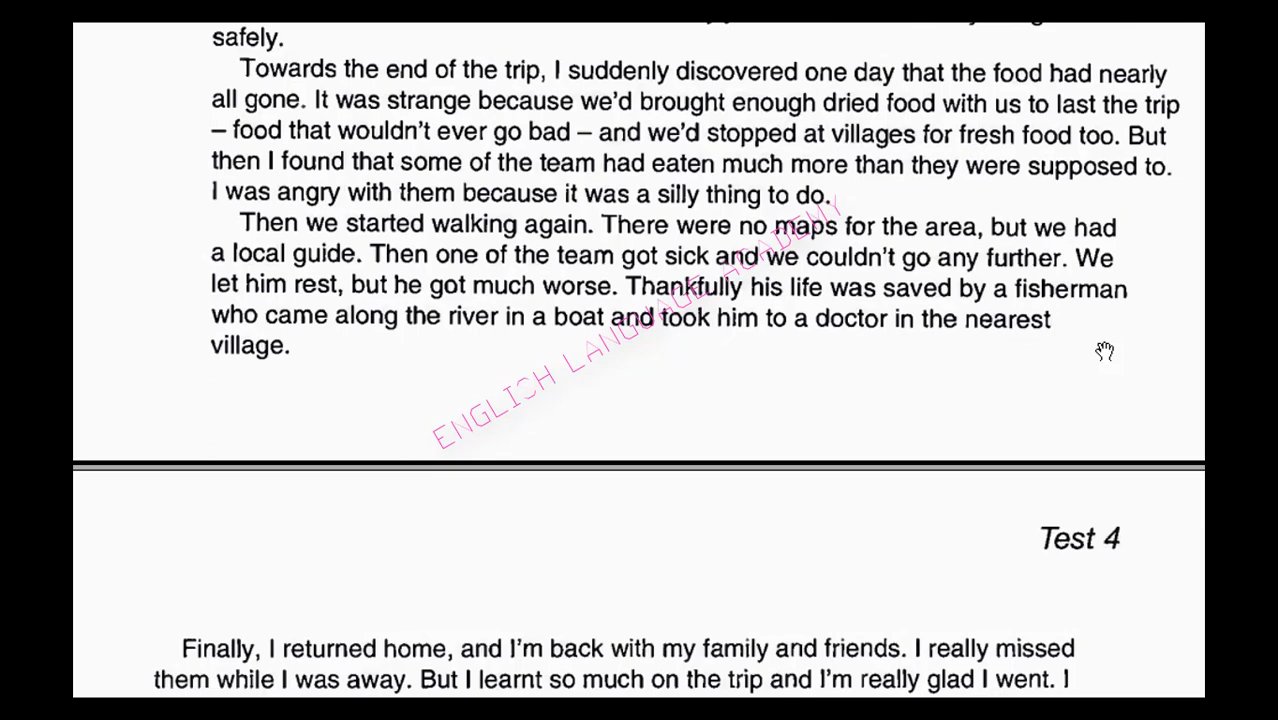 safely.
Towards the end of the trip, I suddenly discovered one day that the food had nearly
all gone. It was strange because we'd brought enough dried food with us to last the trip
– food that wouldn't ever go bad – and we'd stopped at villages for fresh food too. But
then I found that some of the team had eaten much more than they were supposed to.
I was angry with them because it was a silly thing to do.
Then we started walking again. There were no maps for the area, but we had
a local guide. Then one of the team got sick and we couldn't go any further. We
let him rest, but he got much worse. Thankfully his life was saved by a fisherman
who came along the river in a boat and took him to a doctor in the nearest
village.
ENGLISH LANGUAGE ACADEMY
Test 4
Finally, I returned home, and I'm back with my family and friends. I really missed
them while I was away. But I learnt so much on the trip and I'm really glad I went. I